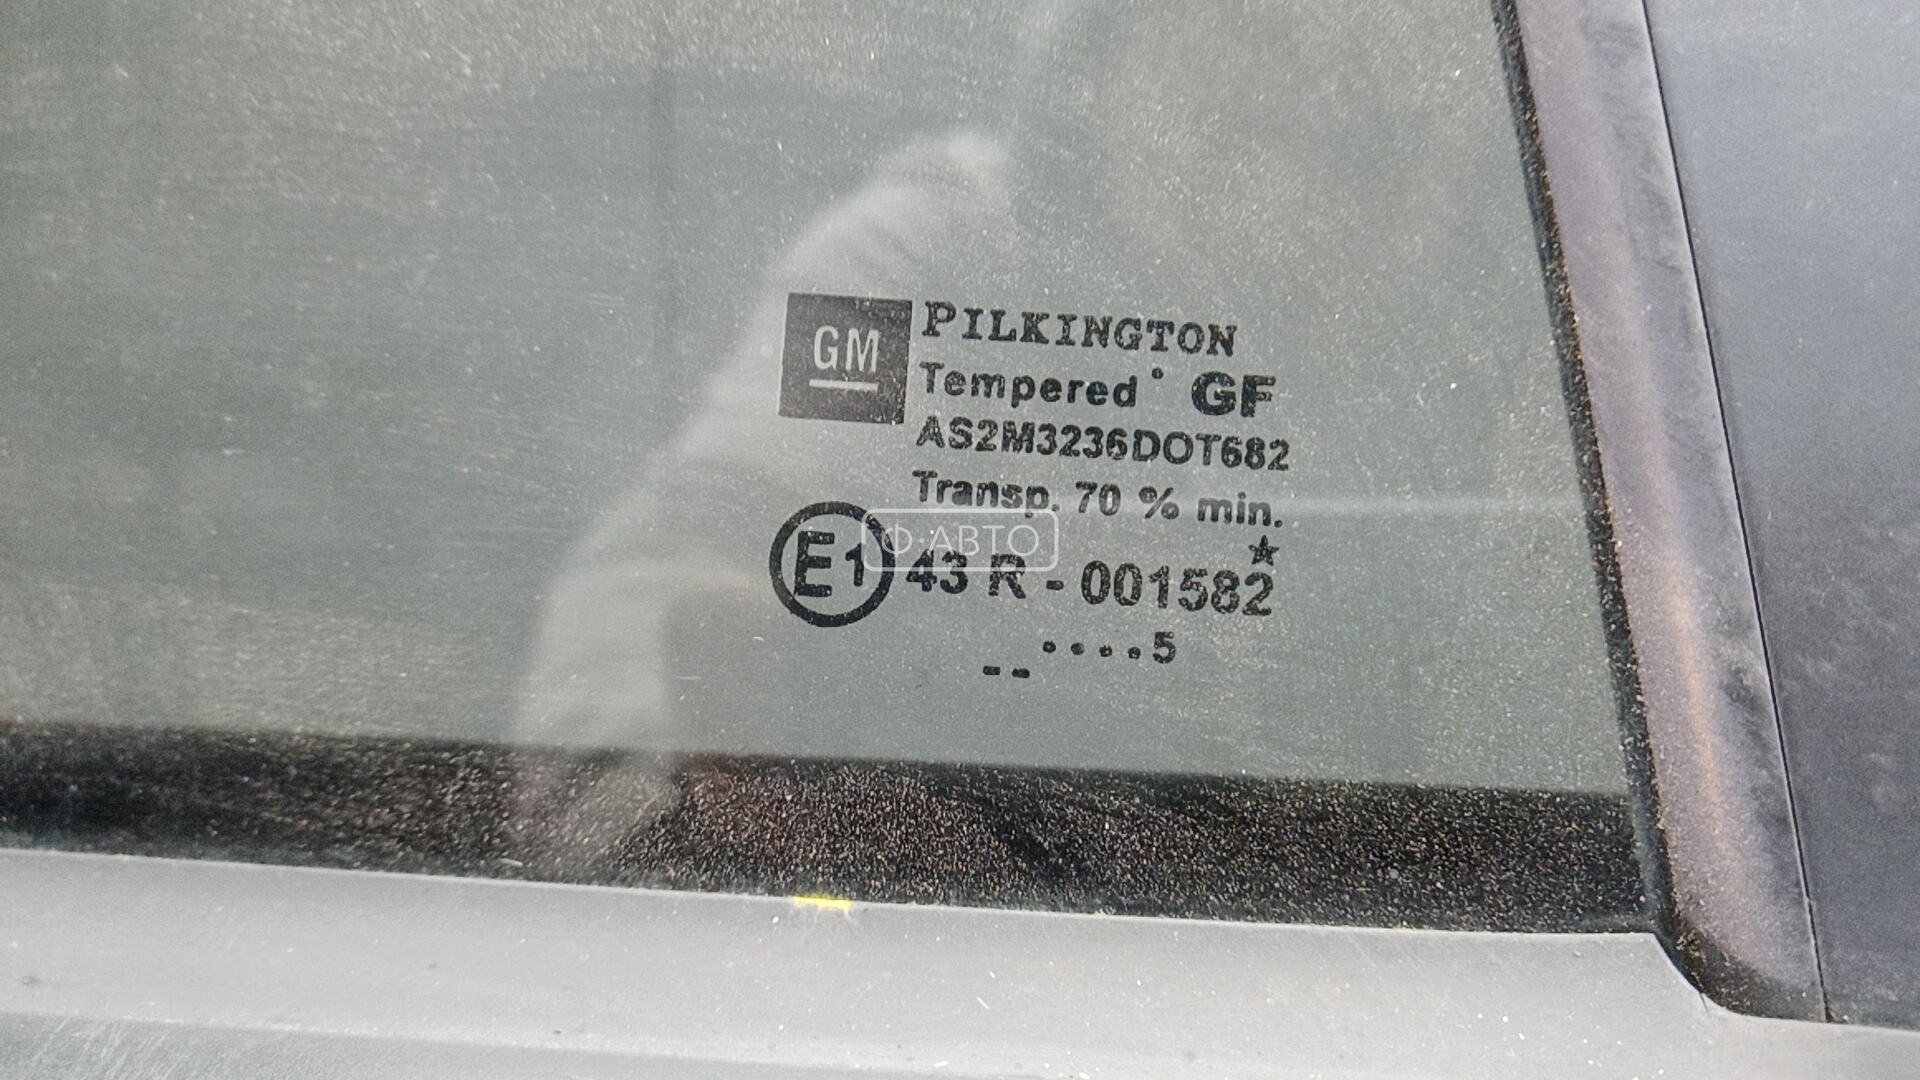 GM
PILKINGTON
Tempered ° GF
AS2M3236DOT682
Transp. 70 % min.
Ф·АВТО
E1 43 R - 001582 ★
-- ····5